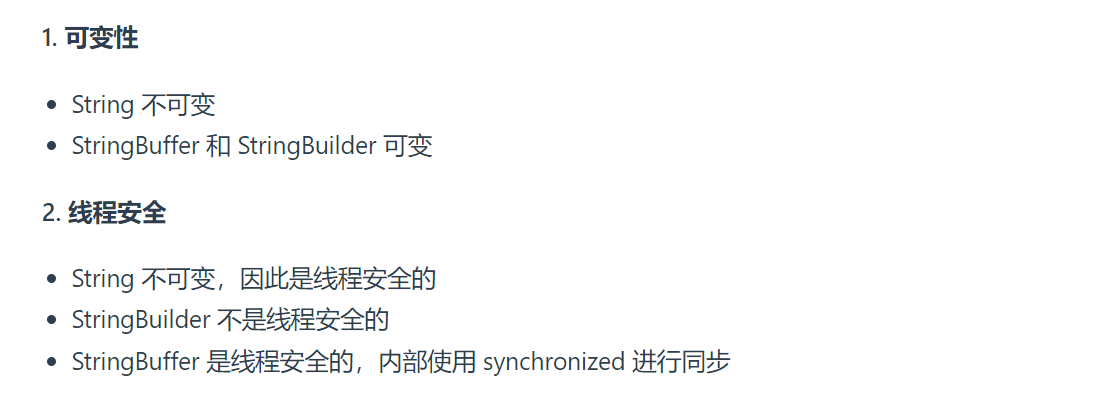 1. 可变性
• String 不可变
• StringBuffer 和 StringBuilder 可变
2. 线程安全
• String 不可变，因此是线程安全的
• StringBuilder 不是线程安全的
• StringBuffer 是线程安全的，内部使用 synchronized 进行同步